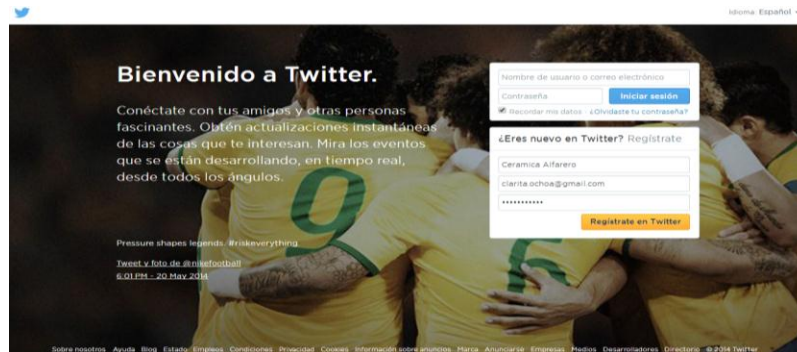 Idioma: Español
Bienvenido a Twitter.
Conéctate con tus amigos y otras personas
fascinantes. Obtén actualizaciones instantáneas
de las cosas que te interesan. Mira los eventos
que se están desarrollando, en tiempo real,
desde todos los ángulos.
Pressure shapes legends. #riskeverything
Tweet y foto de @nikefootball
6:01 PM - 20 May 2014
Nombre de usuario o correo electrónico
Contraseña
Iniciar sesión
Recordar mis datos · ¿Olvidaste tu contraseña?
¿Eres nuevo en Twitter? Regístrate
Ceramica Alfarero
clarita.ochoa@gmail.com
•••••••••••
Regístrate en Twitter
9
6
Sobre nosotros Ayuda Blog Estado Empleos Condiciones Privacidad Cookies Información sobre anuncios Marca Anunciarse Empresas Medios Desarrolladores Directorio © 2014 Twitter